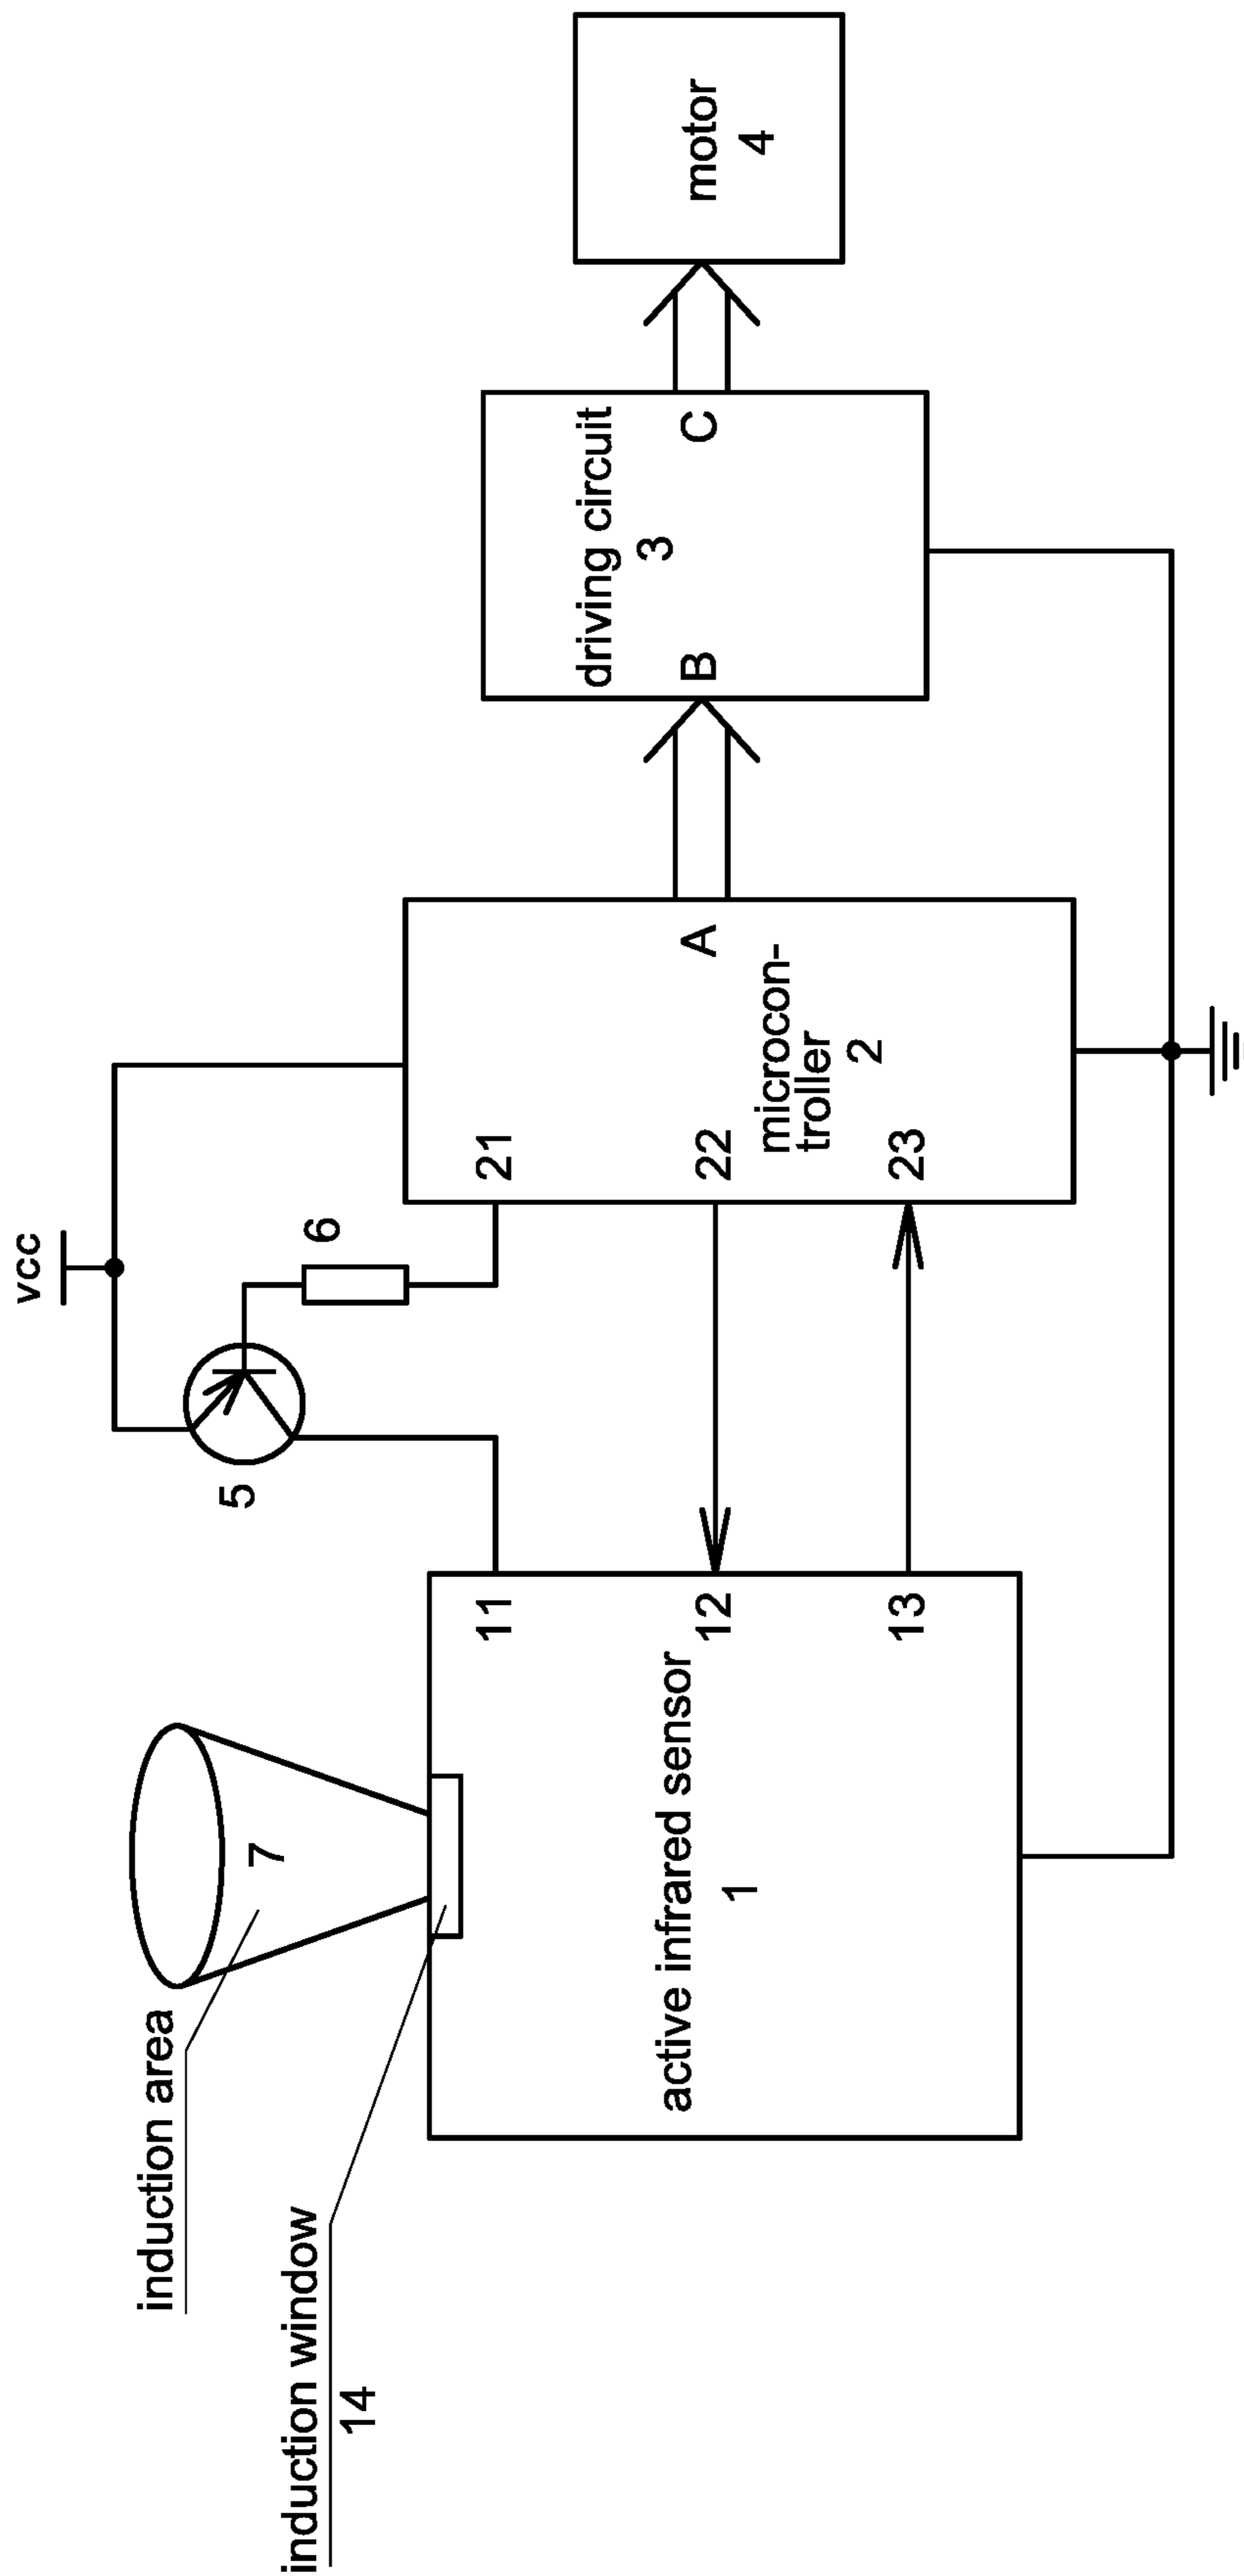 vcc
5
6
induction area
7
induction window
14
11
12
13
active infrared sensor
1
21
22
23
A
microcon-
troller
2
driving circuit
3
B
C
motor
4